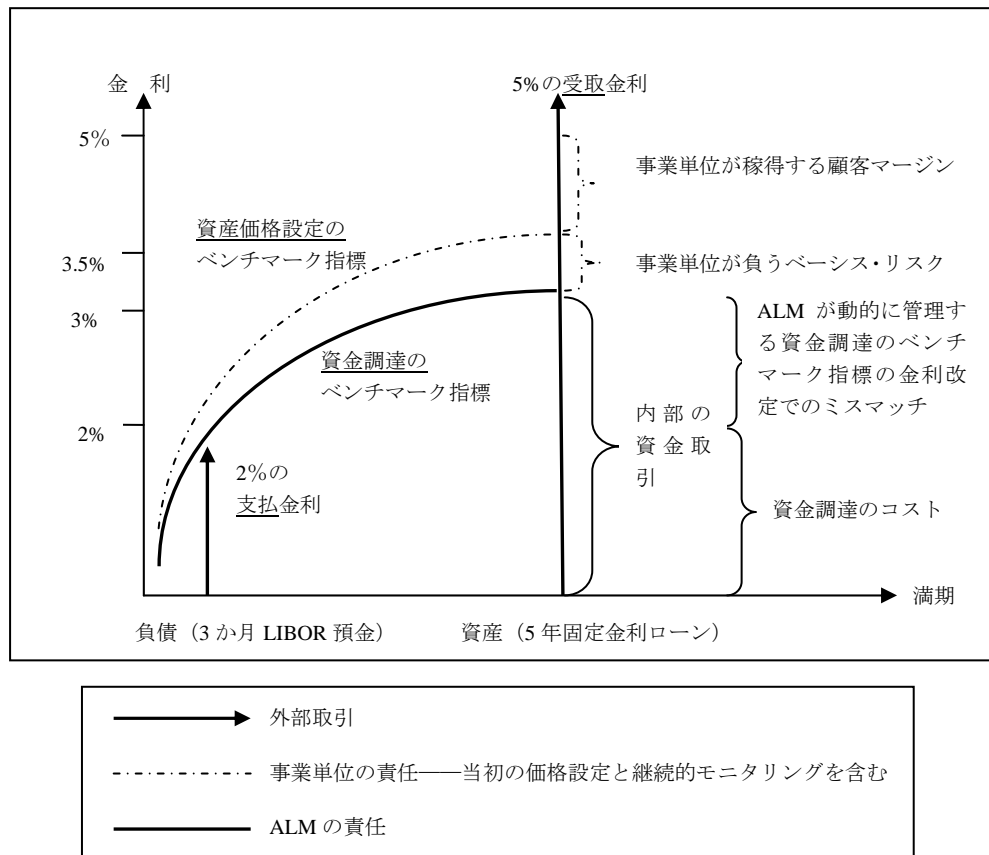 金 利
5%の受取金利
5%
事業単位が稼得する顧客マージン
資産価格設定の
ベンチマーク指標
3.5%
事業単位が負うベーシス・リスク
3%
ALM が動的に管理す
る資金調達のベンチ
マーク指標の金利改
定でのミスマッチ
資金調達の
ベンチマーク指標
2%
内部の
資金取
引
2%の
支払金利
資金調達のコスト
満期
負債（3 か月 LIBOR 預金）
資産（5 年固定金利ローン）
外部取引
事業単位の責任――当初の価格設定と継続的モニタリングを含む
ALM の責任